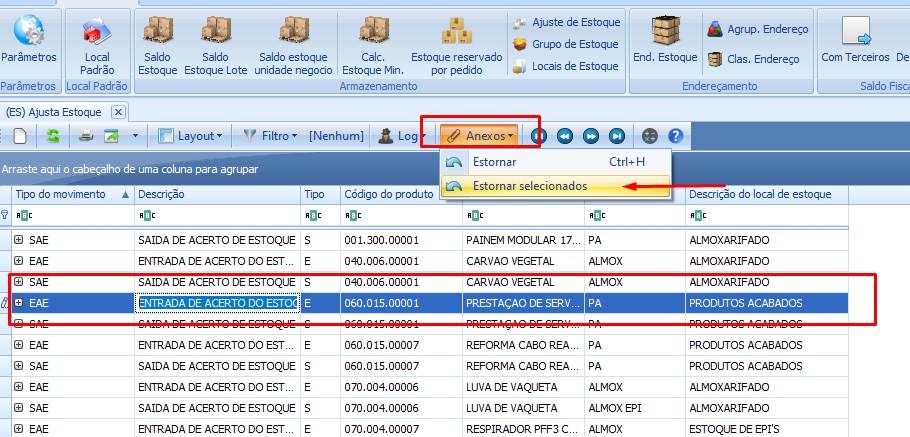 Parâmetros
Local Padrão
Saldo Estoque
Saldo Estoque Lote
Saldo estoque unidade negocio
Calc. Estoque Min.
Estoque reservado por pedido
Ajuste de Estoque
Grupo de Estoque
Locais de Estoque
End. Estoque
Agrup. Endereço
Clas. Endereço
Com Terceiros
De
Parâmetros Local Padrão Armazenamento Endereçamento Saldo Fisca
(ES) Ajusta Estoque
Layout Filtro [Nenhum] Log Anexos
Arraste aqui o cabeçalho de uma coluna para agrupar
Estornar Ctrl+H
Estornar selecionados
Tipo do movimento Descrição Tipo Código do produto Descrição do local de estoque
SAE SAIDA DE ACERTO DE ESTOQUE S 001.300.00001 PAINEM MODULAR 17... PA ALMOXARIFADO
EAE ENTRADA DE ACERTO DO EST... E 040.006.00001 CARVAO VEGETAL ALMOX ALMOXARIFADO
SAE SAIDA DE ACERTO DE ESTOQUE S 040.006.00001 CARVAO VEGETAL ALMOX ALMOXARIFADO
EAE ENTRADA DE ACERTO DO ESTOQ E 060.015.00001 PRESTAÇAO DE SERV... PA PRODUTOS ACABADOS
SAE SAIDA DE ACERTO DE ESTOQUE S 060.015.00001 PRESTAÇAO DE SERV... PA PRODUTOS ACABADOS
EAE ENTRADA DE ACERTO DO EST... E 060.015.00007 REFORMA CABO REA... PA PRODUTOS ACABADOS
SAE SAIDA DE ACERTO DE ESTOQUE S 060.015.00007 REFORMA CABO REA... PA PRODUTOS ACABADOS
EAE ENTRADA DE ACERTO DO EST... E 070.004.00006 LUVA DE VAQUETA ALMOX ALMOXARIFADO
SAE SAIDA DE ACERTO DE ESTOQUE S 070.004.00006 LUVA DE VAQUETA ALMOX EPI ALMOXARIFADO
EAE ENTRADA DE ACERTO DO EST... E 070.004.00007 RESPIRADOR PFF3 C... ALMOX ESTOQUE DE EPI'S